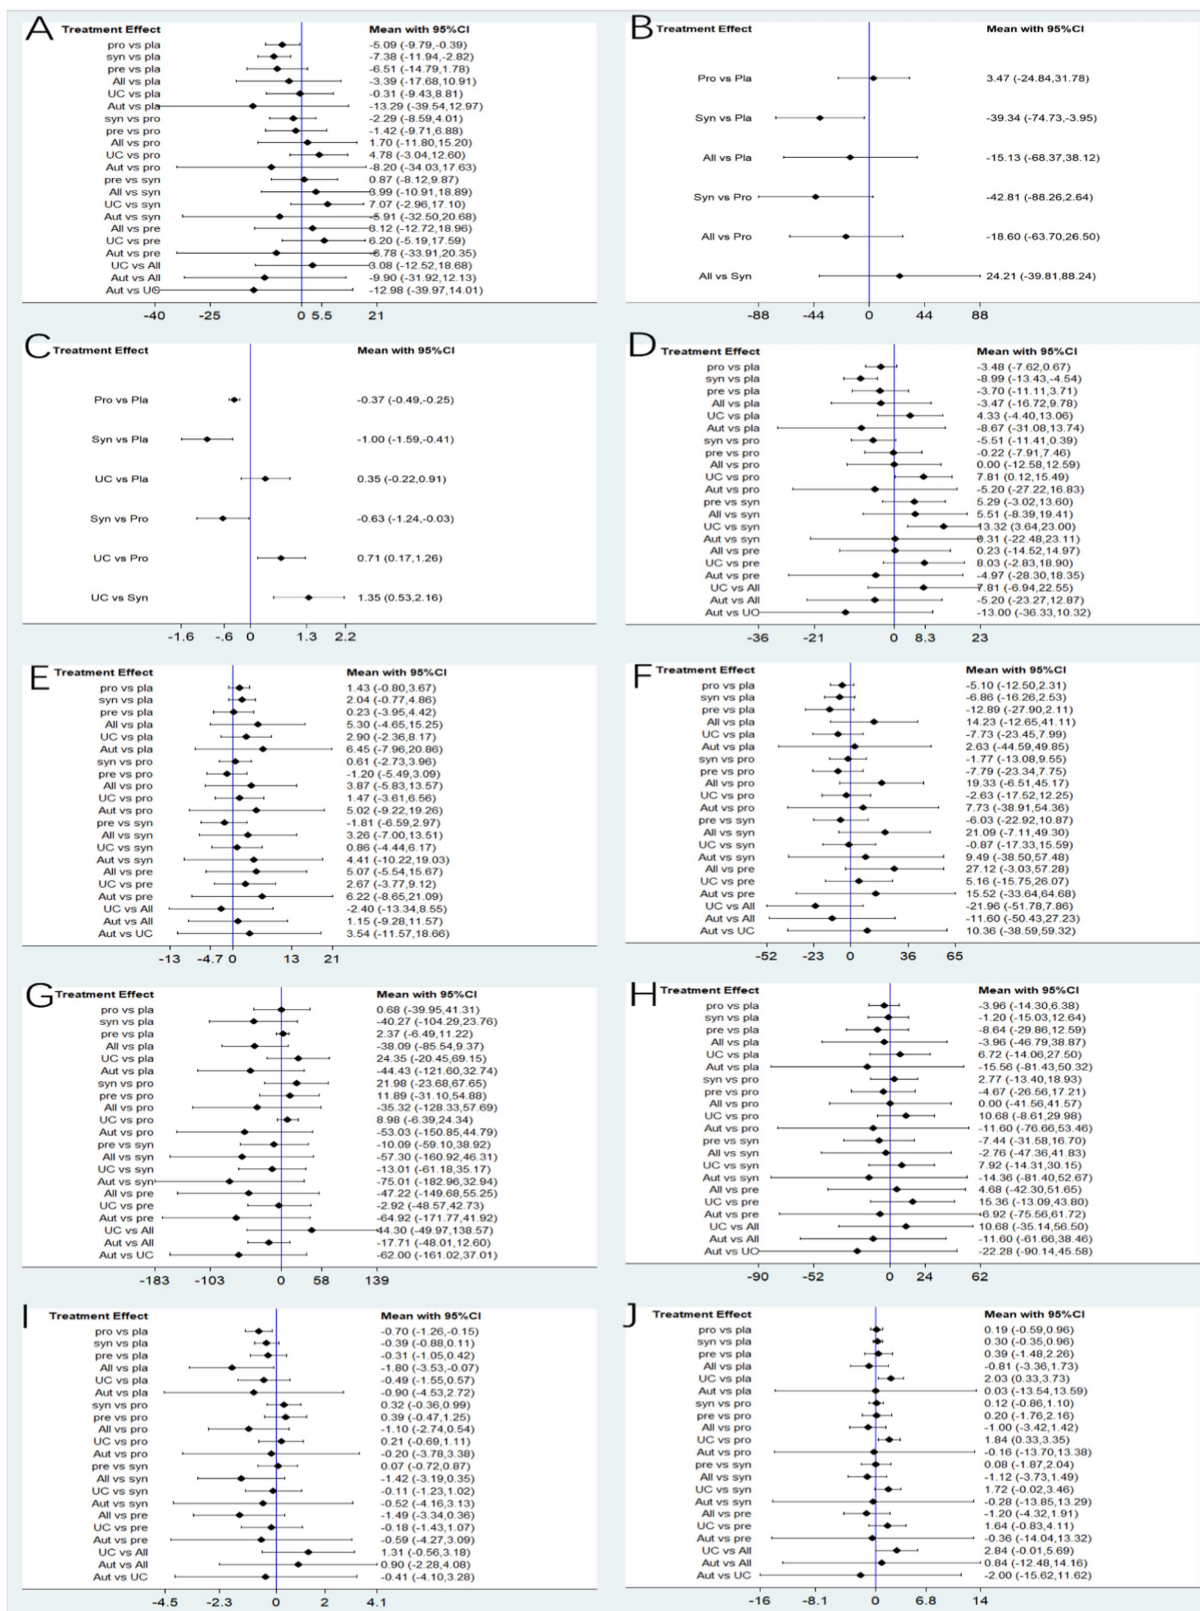 A Treatment Effect Mean with 95%CI
pro vs pla -5.09 (-9.79,-0.39)
syn vs pla -7.38 (-11.94,-2.82)
pre vs pla -6.51 (-14.79,1.78)
All vs pla -3.39 (-17.68,10.91)
UC vs pla -0.31 (-9.43,8.81)
Aut vs pla -13.29 (-39.54,12.97)
syn vs pro -2.29 (-8.59,4.01)
pre vs pro -1.42 (-9.71,6.88)
All vs pro 1.70 (-11.80,15.20)
UC vs pro 4.78 (-3.04,12.60)
Aut vs pro -8.20 (-34.03,17.63)
pre vs syn 0.87 (-8.12,9.87)
All vs syn 3.99 (-10.91,18.89)
UC vs syn 7.07 (-2.96,17.10)
Aut vs syn -5.91 (-32.50,20.68)
All vs pre 3.12 (-12.72,18.96)
UC vs pre 6.20 (-5.19,17.59)
Aut vs pre -6.78 (-33.91,20.35)
UC vs All 3.08 (-12.52,18.68)
Aut vs All -9.90 (-31.92,12.13)
Aut vs UC -12.98 (-39.97,14.01)
-40 -25 0 5.5 21
B Treatment Effect Mean with 95%CI
Pro vs Pla 3.47 (-24.84,31.78)
Syn vs Pla -39.34 (-74.73,-3.95)
All vs Pla -15.13 (-68.37,38.12)
Syn vs Pro -42.81 (-88.26,2.64)
All vs Pro -18.60 (-63.70,26.50)
All vs Syn 24.21 (-39.81,88.24)
-88 -44 0 44 88
C Treatment Effect Mean with 95%CI
Pro vs Pla -0.37 (-0.49,-0.25)
Syn vs Pla -1.00 (-1.59,-0.41)
UC vs Pla 0.35 (-0.22,0.91)
Syn vs Pro -0.63 (-1.24,-0.03)
UC vs Pro 0.71 (0.17,1.26)
UC vs Syn 1.35 (0.53,2.16)
-1.6 -.6 0 1.3 2.2
D Treatment Effect Mean with 95%CI
pro vs pla -3.48 (-7.62,0.67)
syn vs pla -8.99 (-13.43,-4.54)
pre vs pla -3.70 (-11.11,3.71)
All vs pla -3.47 (-16.72,9.78)
UC vs pla 4.33 (-4.40,13.06)
Aut vs pla -8.67 (-31.08,13.74)
syn vs pro -5.51 (-11.41,0.39)
pre vs pro -0.22 (-7.91,7.46)
All vs pro 0.00 (-12.58,12.59)
UC vs pro 7.81 (0.12,15.49)
Aut vs pro -5.20 (-27.22,16.83)
pre vs syn 5.29 (-3.02,13.60)
All vs syn 5.51 (-8.39,19.41)
UC vs syn 13.32 (3.64,23.00)
Aut vs syn 0.31 (-22.48,23.11)
All vs pre 0.23 (-14.52,14.97)
UC vs pre 8.03 (-2.83,18.90)
Aut vs pre -4.97 (-28.30,18.35)
UC vs All 7.81 (-6.94,22.55)
Aut vs All -5.20 (-23.27,12.87)
Aut vs UC -13.00 (-36.33,10.32)
-36 -21 0 8.3 23
E Treatment Effect Mean with 95%CI
pro vs pla 1.43 (-0.80,3.67)
syn vs pla 2.04 (-0.77,4.86)
pre vs pla 0.23 (-3.95,4.42)
All vs pla 5.30 (-4.65,15.25)
UC vs pla 2.90 (-2.36,8.17)
Aut vs pla 6.45 (-7.96,20.86)
syn vs pro 0.61 (-2.73,3.96)
pre vs pro -1.20 (-5.49,3.09)
All vs pro 3.87 (-5.83,13.57)
UC vs pro 1.47 (-3.61,6.56)
Aut vs pro 5.02 (-9.22,19.26)
pre vs syn -1.81 (-6.59,2.97)
All vs syn 3.26 (-7.00,13.51)
UC vs syn 0.86 (-4.44,6.17)
Aut vs syn 4.41 (-10.22,19.03)
All vs pre 5.07 (-5.54,15.67)
UC vs pre 2.67 (-3.77,9.12)
Aut vs pre 6.22 (-8.65,21.09)
UC vs All -2.40 (-13.34,8.55)
Aut vs All 1.15 (-9.28,11.57)
Aut vs UC 3.54 (-11.57,18.66)
-13 -4.7 0 13 21
F Treatment Effect Mean with 95%CI
pro vs pla -5.10 (-12.50,2.31)
syn vs pla -6.86 (-16.26,2.53)
pre vs pla -12.89 (-27.90,2.11)
All vs pla 14.23 (-12.65,41.11)
UC vs pla -7.73 (-23.45,7.99)
Aut vs pla 2.63 (-44.59,49.85)
syn vs pro -1.77 (-13.08,9.55)
pre vs pro -7.79 (-23.34,7.75)
All vs pro 19.33 (-6.51,45.17)
UC vs pro -2.63 (-17.52,12.25)
Aut vs pro 7.73 (-38.91,54.36)
pre vs syn -6.03 (-22.92,10.87)
All vs syn 21.09 (-7.11,49.30)
UC vs syn -0.87 (-17.33,15.59)
Aut vs syn 9.49 (-38.50,57.48)
All vs pre 27.12 (-3.03,57.28)
UC vs pre 5.16 (-15.75,26.07)
Aut vs pre 15.52 (-33.64,64.68)
UC vs All -21.96 (-51.78,7.86)
Aut vs All -11.60 (-50.43,27.23)
Aut vs UC 10.36 (-38.59,59.32)
-52 -23 0 36 65
G Treatment Effect Mean with 95%CI
pro vs pla 0.68 (-39.95,41.31)
syn vs pla -40.27 (-104.29,23.76)
pre vs pla 2.37 (-6.49,11.22)
All vs pla -38.09 (-85.54,9.37)
UC vs pla 24.35 (-20.45,69.15)
Aut vs pla -44.43 (-121.60,32.74)
syn vs pro 21.98 (-23.68,67.65)
pre vs pro 11.89 (-31.10,54.88)
All vs pro -35.32 (-128.33,57.69)
UC vs pro 8.98 (-6.39,24.34)
Aut vs pro -53.03 (-150.85,44.79)
pre vs syn -10.09 (-59.10,38.92)
All vs syn -57.30 (-160.92,46.31)
UC vs syn -13.01 (-61.18,35.17)
Aut vs syn -75.01 (-182.96,32.94)
All vs pre -47.22 (-149.68,55.25)
UC vs pre -2.92 (-48.57,42.73)
Aut vs pre -64.92 (-171.77,41.92)
UC vs All 44.30 (-49.97,138.57)
Aut vs All -17.71 (-48.01,12.60)
Aut vs UC -62.00 (-161.02,37.01)
-183 -103 0 58 139
H Treatment Effect Mean with 95%CI
pro vs pla -3.96 (-14.30,6.38)
syn vs pla -1.20 (-15.03,12.64)
pre vs pla -8.64 (-29.86,12.59)
All vs pla -3.96 (-46.79,38.87)
UC vs pla 6.72 (-14.06,27.50)
Aut vs pla -15.56 (-81.43,50.32)
syn vs pro 2.77 (-13.40,18.93)
pre vs pro -4.67 (-26.56,17.21)
All vs pro 0.00 (-41.56,41.57)
UC vs pro 10.68 (-8.61,29.98)
Aut vs pro -11.60 (-76.66,53.46)
pre vs syn -7.44 (-31.58,16.70)
All vs syn -2.76 (-47.36,41.83)
UC vs syn 7.92 (-14.31,30.15)
Aut vs syn -14.36 (-81.40,52.67)
All vs pre 4.68 (-42.30,51.65)
UC vs pre 15.36 (-13.09,43.80)
Aut vs pre -6.92 (-75.56,61.72)
UC vs All 10.68 (-35.14,56.50)
Aut vs All -11.60 (-61.66,38.46)
Aut vs UC -22.28 (-90.14,45.58)
-90 -52 0 24 62
I Treatment Effect Mean with 95%CI
pro vs pla -0.70 (-1.26,-0.15)
syn vs pla -0.39 (-0.88,0.11)
pre vs pla -0.31 (-1.05,0.42)
All vs pla -1.80 (-3.53,-0.07)
UC vs pla -0.49 (-1.55,0.57)
Aut vs pla -0.90 (-4.53,2.72)
syn vs pro 0.32 (-0.36,0.99)
pre vs pro 0.39 (-0.47,1.25)
All vs pro -1.10 (-2.74,0.54)
UC vs pro 0.21 (-0.69,1.11)
Aut vs pro -0.20 (-3.78,3.38)
pre vs syn 0.07 (-0.72,0.87)
All vs syn -1.42 (-3.19,0.35)
UC vs syn -0.11 (-1.23,1.02)
Aut vs syn -0.52 (-4.16,3.13)
All vs pre -1.49 (-3.34,0.36)
UC vs pre -0.18 (-1.43,1.07)
Aut vs pre -0.59 (-4.27,3.09)
UC vs All 1.31 (-0.56,3.18)
Aut vs All 0.90 (-2.28,4.08)
Aut vs UC -0.41 (-4.10,3.28)
-4.5 -2.3 0 2 4.1
J Treatment Effect Mean with 95%CI
pro vs pla 0.19 (-0.59,0.96)
syn vs pla 0.30 (-0.35,0.96)
pre vs pla 0.39 (-1.48,2.26)
All vs pla -0.81 (-3.36,1.73)
UC vs pla 2.03 (0.33,3.73)
Aut vs pla 0.03 (-13.54,13.59)
syn vs pro 0.12 (-0.86,1.10)
pre vs pro 0.20 (-1.76,2.16)
All vs pro -1.00 (-3.42,1.42)
UC vs pro 1.84 (0.33,3.35)
Aut vs pro -0.16 (-13.70,13.38)
pre vs syn 0.08 (-1.87,2.04)
All vs syn -1.12 (-3.73,1.49)
UC vs syn 1.72 (-0.02,3.46)
Aut vs syn -0.28 (-13.85,13.29)
All vs pre -1.20 (-4.32,1.91)
UC vs pre 1.64 (-0.83,4.11)
Aut vs pre -0.36 (-14.04,13.32)
UC vs All 2.84 (-0.01,5.69)
Aut vs All 0.84 (-12.48,14.16)
Aut vs UC -2.00 (-15.62,11.62)
-16 -8.1 0 6.8 14